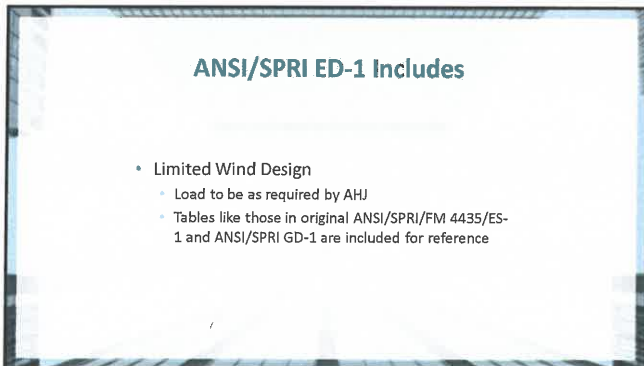 ANSI/SPRI ED-1 Includes
• Limited Wind Design
• Load to be as required by AHJ
• Tables like those in original ANSI/SPRI/FM 4435/ES-
1 and ANSI/SPRI GD-1 are included for reference